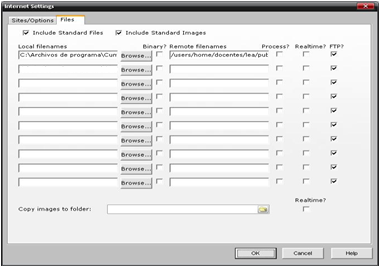 Internet Settings
Sites/Options Files
Include Standard Files Include Standard Images
Local filenames Binary? Remote filenames Process? Realtime? FTP?
C:\Archivos de programa\Cum Browse... /users/home/docentes/lea/pub
Browse...
Browse...
Browse...
Browse...
Browse...
Browse...
Browse...
Browse...
Browse...
Realtime?
Copy images to folder:
OK Cancel Help